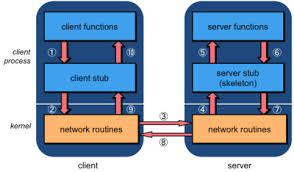 client functions server functions
client
process
① ⑩ ⑤ ⑥
client stub server stub
(skeleton)
② ⑨ ③ ④ ⑦
kernel network routines network routines
⑧
client server